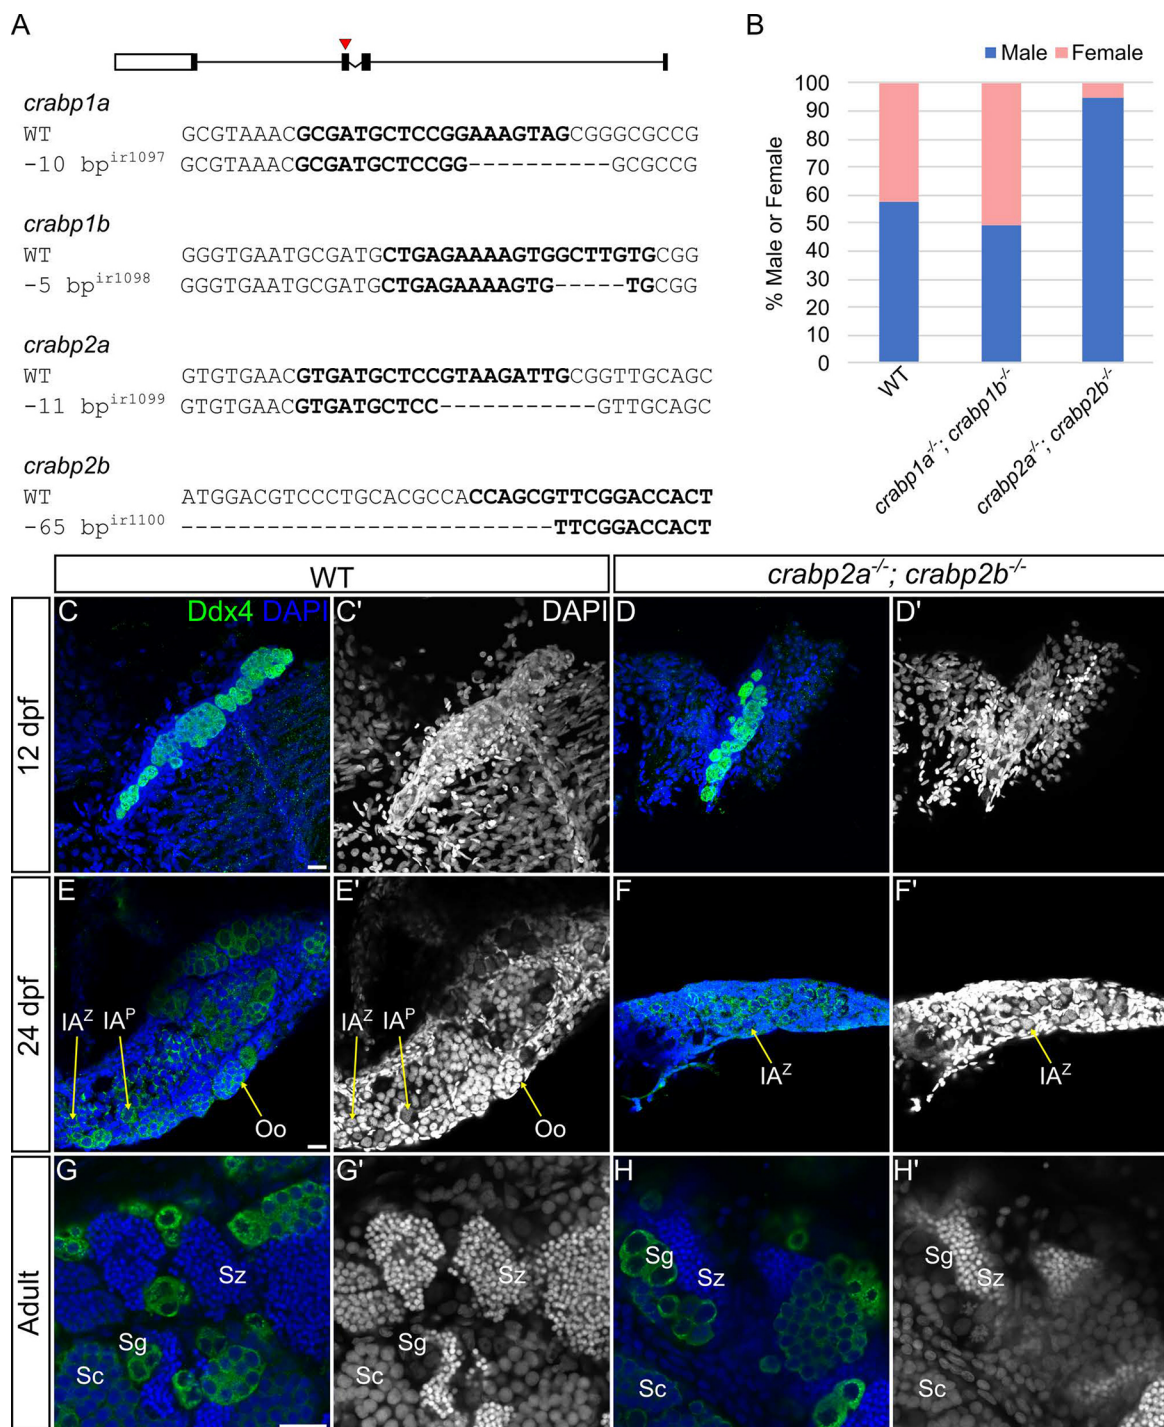 A
B
crabp1a
WT GCGTAAACGCGATGCTCCGGAAAGTAGCGGGCGCCG
-10 bp^ir1097 GCGTAAACGCGATGCTCCGG----------GCGCCG
crabp1b
WT GGGTGAATGCGATGCTGAGAAAAGTGGCTTGTGCGG
-5 bp^ir1098 GGGTGAATGCGATGCTGAGAAAAGTG-----TGCGG
crabp2a
WT GTGTGAACGTGATGCTCCGTAAGATTGCGGTTGCAGC
-11 bp^ir1099 GTGTGAACGTGATGCTCC-----------GTTGCAGC
crabp2b
WT ATGGACGTCCCTGCACGCCACCAGCGTTCGGACCACT
-65 bp^ir1100 --------------------------TTCGGACCACT
Male Female
% Male or Female
100
90
80
70
60
50
40
30
20
10
0
WT
crabp1a-/-; crabp1b-/-
crabp2a-/-; crabp2b-/-
WT
crabp2a-/-; crabp2b-/-
12 dpf
C Ddx4 DAPI
C' DAPI
D
D'
24 dpf
E IA^Z IA^P Oo
E' IA^Z IA^P Oo
F IA^Z
F' IA^Z
Adult
G Sz Sg Sc
G'
H Sg Sz Sc
H' Sg Sz Sc